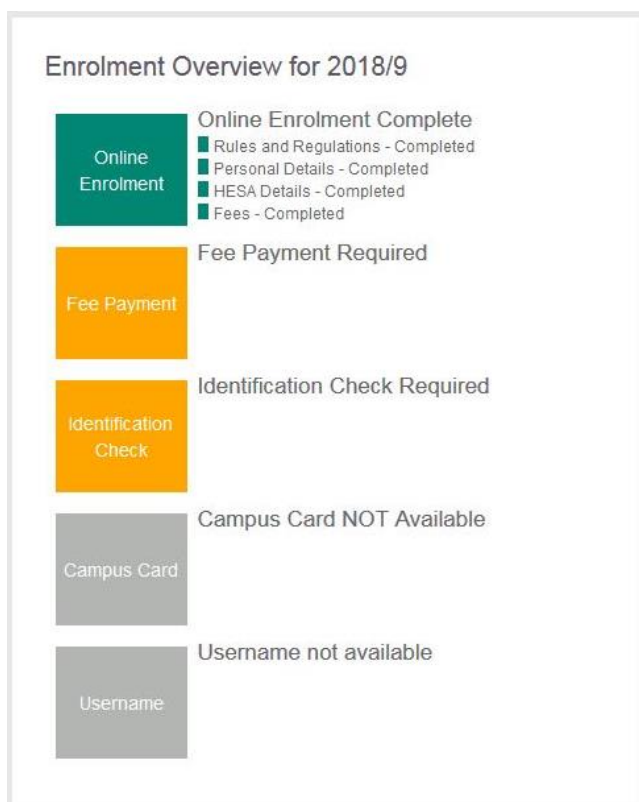 Enrolment Overview for 2018/9
Online
Enrolment
Online Enrolment Complete
Rules and Regulations - Completed
Personal Details - Completed
HESA Details - Completed
Fees - Completed
Fee Payment
Fee Payment Required
Identification
Check
Identification Check Required
Campus Card
Campus Card NOT Available
Username
Username not available